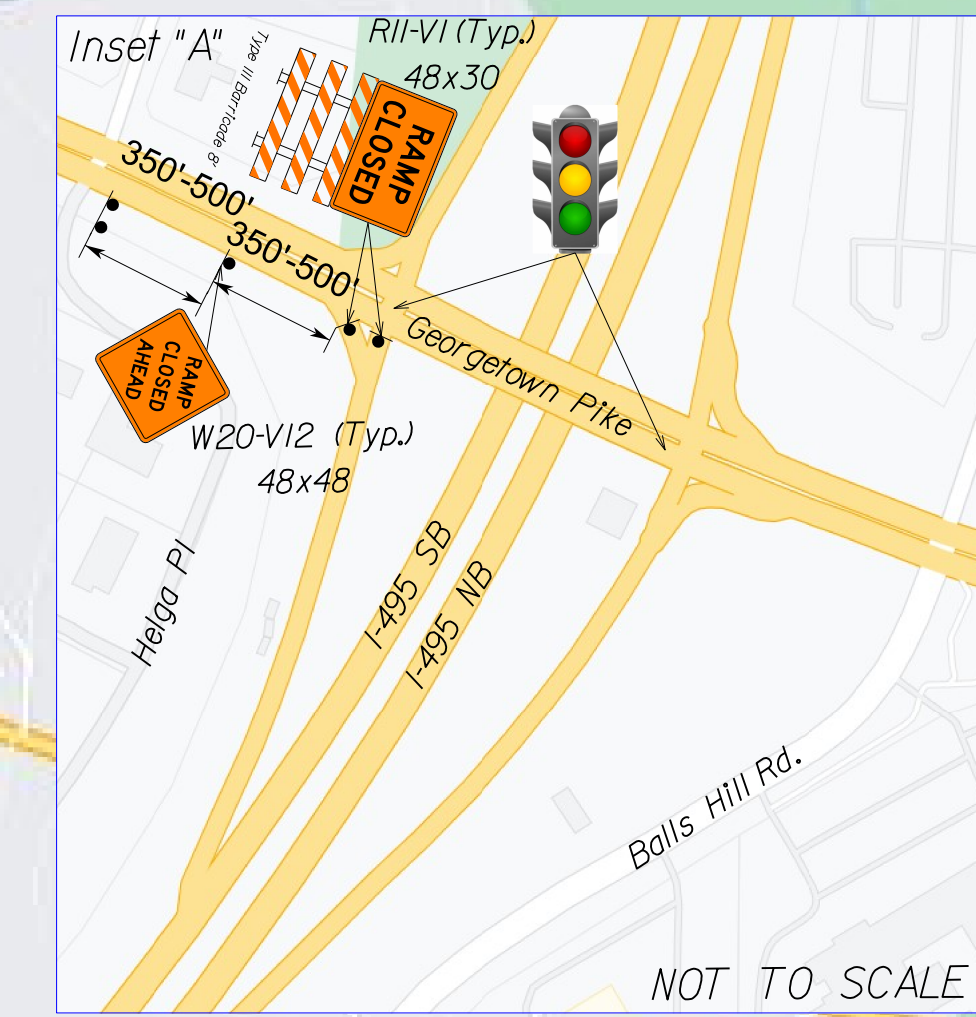 Inset "A"
R11-V1 (Typ.)
48x30
Type III Barricade 8'
RAMP
CLOSED
350'-500'
350'-500'
RAMP
CLOSED
AHEAD
W20-V12 (Typ.)
48x48
Georgetown Pike
Helga Pl
I-495 SB
I-495 NB
Balls Hill Rd.
NOT TO SCALE